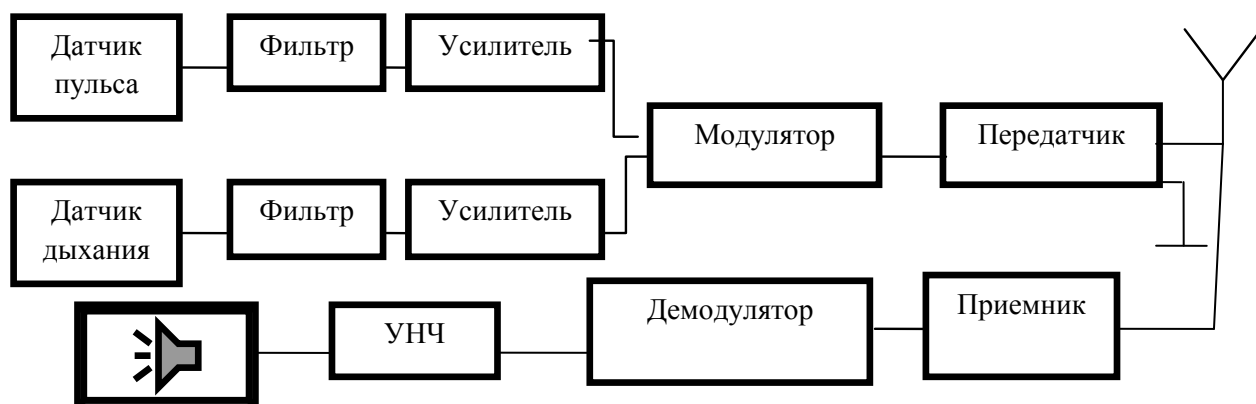 Датчик
пульса
Фильтр
Усилитель
Модулятор
Передатчик
Датчик
дыхания
Фильтр
Усилитель
УНЧ
Демодулятор
Приемник